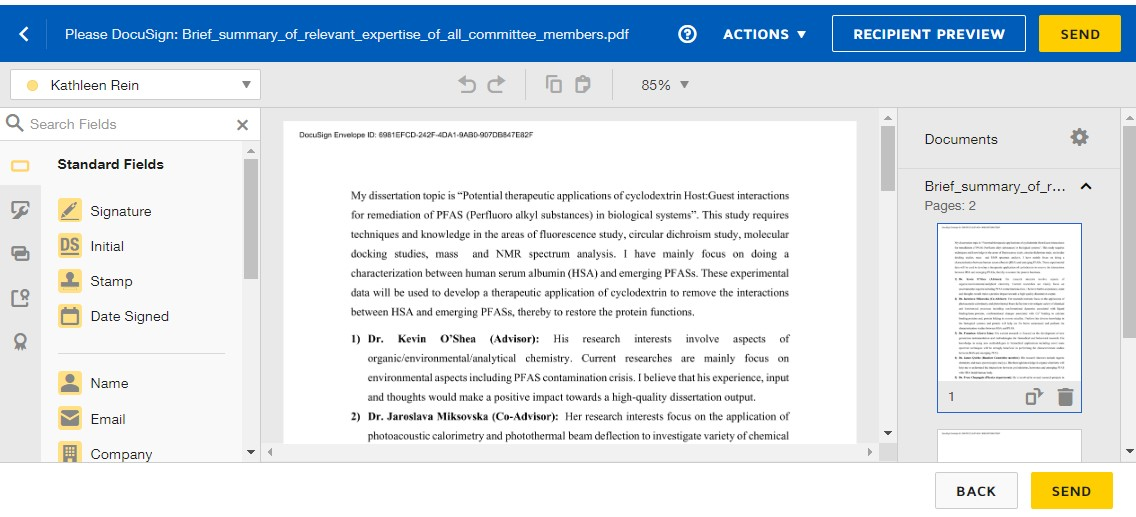 Please DocuSign: Brief_summary_of_relevant_expertise_of_all_committee_members.pdf
?
ACTIONS
RECIPIENT PREVIEW
SEND
Kathleen Rein
85%
Search Fields
Standard Fields
Signature
DS Initial
Stamp
Date Signed
Name
Email
Company
DocuSign Envelope ID: 6981EFCD-242F-4DA1-9AB0-907DB847E82F
My dissertation topic is “Potential therapeutic applications of cyclodextrin Host:Guest interactions
for remediation of PFAS (Perfluoro alkyl substances) in biological systems”. This study requires
techniques and knowledge in the areas of fluorescence study, circular dichroism study, molecular
docking studies, mass and NMR spectrum analysis. I have mainly focus on doing a
characterization between human serum albumin (HSA) and emerging PFASs. These experimental
data will be used to develop a therapeutic application of cyclodextrin to remove the interactions
between HSA and emerging PFASs, thereby to restore the protein functions.
1) Dr. Kevin O’Shea (Advisor): His research interests involve aspects of
organic/environmental/analytical chemistry. Current researches are mainly focus on
environmental aspects including PFAS contamination crisis. I believe that his experience, input
and thoughts would make a positive impact towards a high-quality dissertation output.
2) Dr. Jaroslava Miksovska (Co-Advisor): Her research interests focus on the application of
photoacoustic calorimetry and photothermal beam deflection to investigate variety of chemical
Documents
Brief_summary_of_r...
Pages: 2
1
BACK
SEND